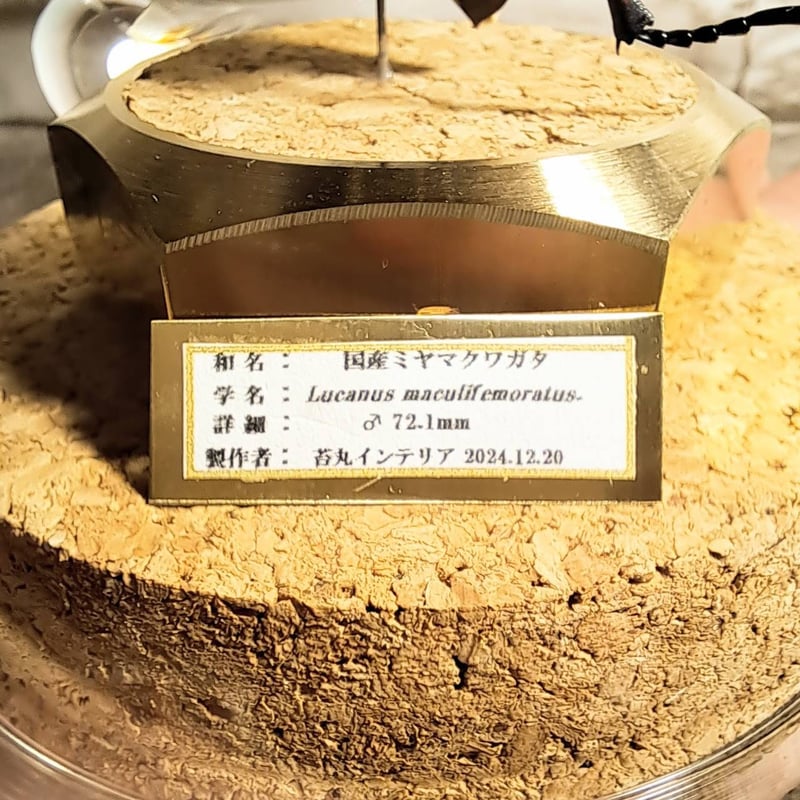 和名： 国産ミヤマクワガタ
学名： Lucanus maculifemoratus.
詳細： ♂ 72.1mm
製作者： 苔丸インテリア 2024.12.20